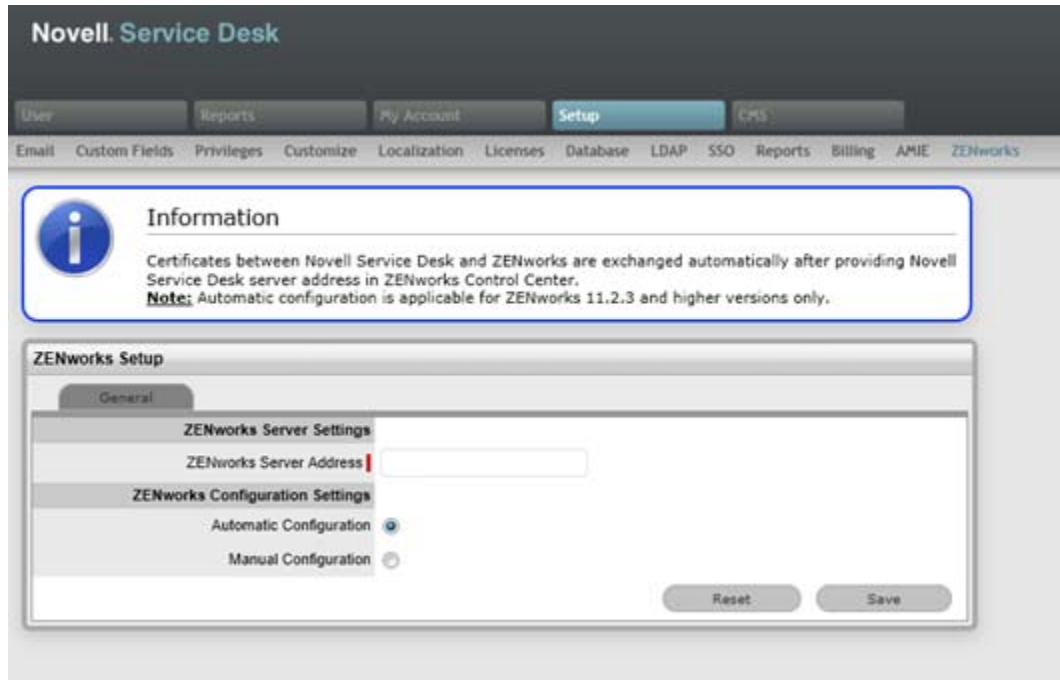 Novell. Service Desk
User Reports My Account Setup CMS
Email Custom Fields Privileges Customize Localization Licenses Database LDAP SSO Reports Billing AMIE ZENworks
Information
Certificates between Novell Service Desk and ZENworks are exchanged automatically after providing Novell
Service Desk server address in ZENworks Control Center.
Note: Automatic configuration is applicable for ZENworks 11.2.3 and higher versions only.
ZENworks Setup
General
ZENworks Server Settings
ZENworks Server Address
ZENworks Configuration Settings
Automatic Configuration
Manual Configuration
Reset Save